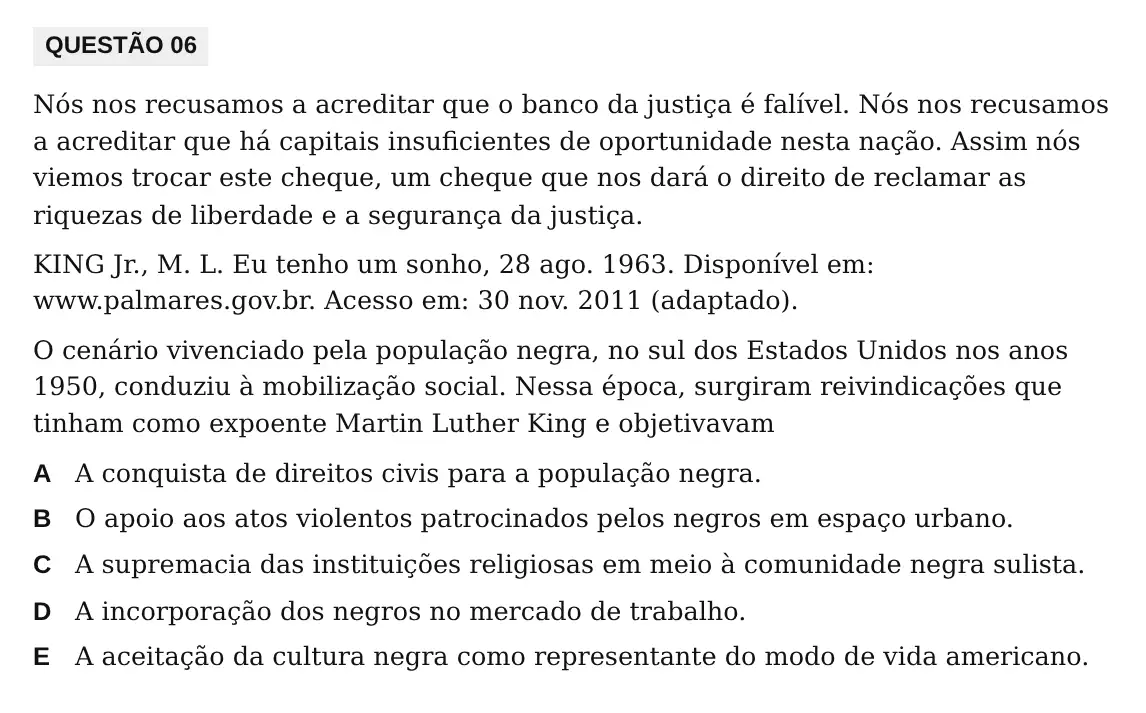 QUESTÃO 06
Nós nos recusamos a acreditar que o banco da justiça é falível. Nós nos recusamos
a acreditar que há capitais insuficientes de oportunidade nesta nação. Assim nós
viemos trocar este cheque, um cheque que nos dará o direito de reclamar as
riquezas de liberdade e a segurança da justiça.
KING Jr., M. L. Eu tenho um sonho, 28 ago. 1963. Disponível em:
www.palmares.gov.br. Acesso em: 30 nov. 2011 (adaptado).
O cenário vivenciado pela população negra, no sul dos Estados Unidos nos anos
1950, conduziu à mobilização social. Nessa época, surgiram reivindicações que
tinham como expoente Martin Luther King e objetivavam
A A conquista de direitos civis para a população negra.
B O apoio aos atos violentos patrocinados pelos negros em espaço urbano.
C A supremacia das instituições religiosas em meio à comunidade negra sulista.
D A incorporação dos negros no mercado de trabalho.
E A aceitação da cultura negra como representante do modo de vida americano.